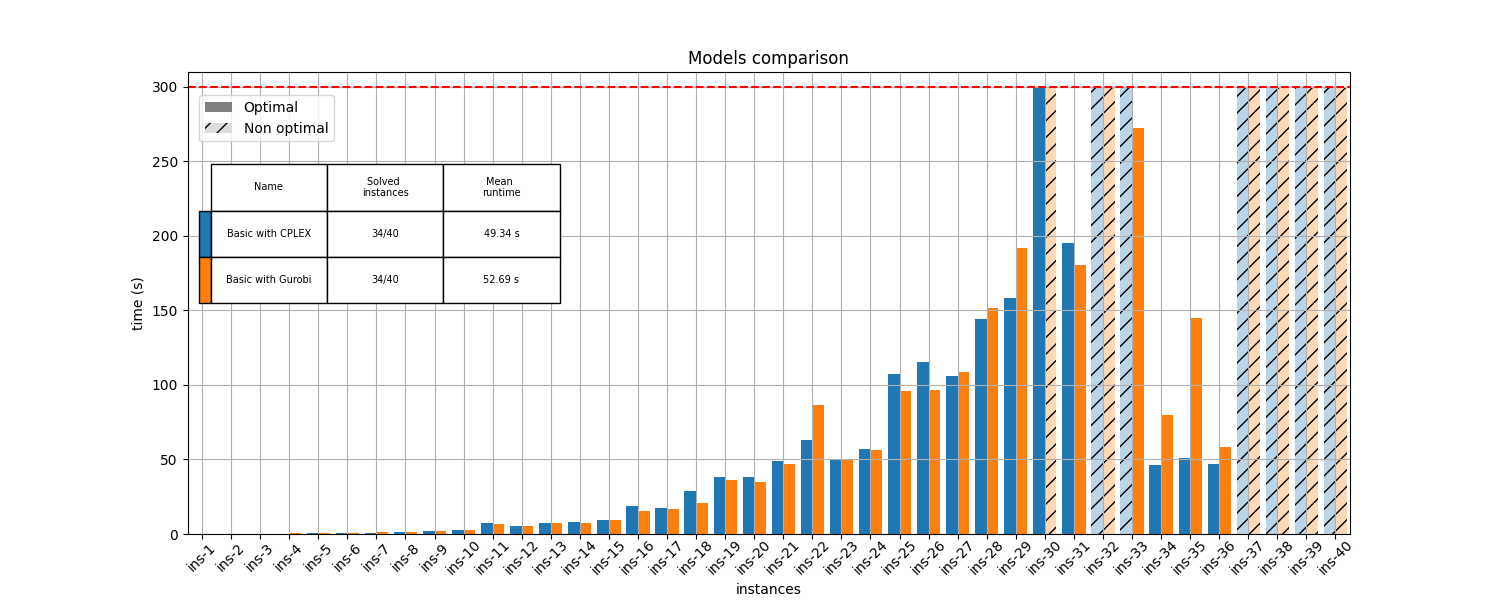 Models comparison
300
250
200
150
100
50
0
time (s)
Optimal
Non optimal
Name
Solved
instances
Mean
runtime
Basic with CPLEX
34/40
49.34 s
Basic with Gurobi
34/40
52.69 s
ins-1
ins-2
ins-3
ins-4
ins-5
ins-6
ins-7
ins-8
ins-9
ins-10
ins-11
ins-12
ins-13
ins-14
ins-15
ins-16
ins-17
ins-18
ins-19
ins-20
ins-21
ins-22
ins-23
ins-24
ins-25
ins-26
ins-27
ins-28
ins-29
ins-30
ins-31
ins-32
ins-33
ins-34
ins-35
ins-36
ins-37
ins-38
ins-39
ins-40
instances